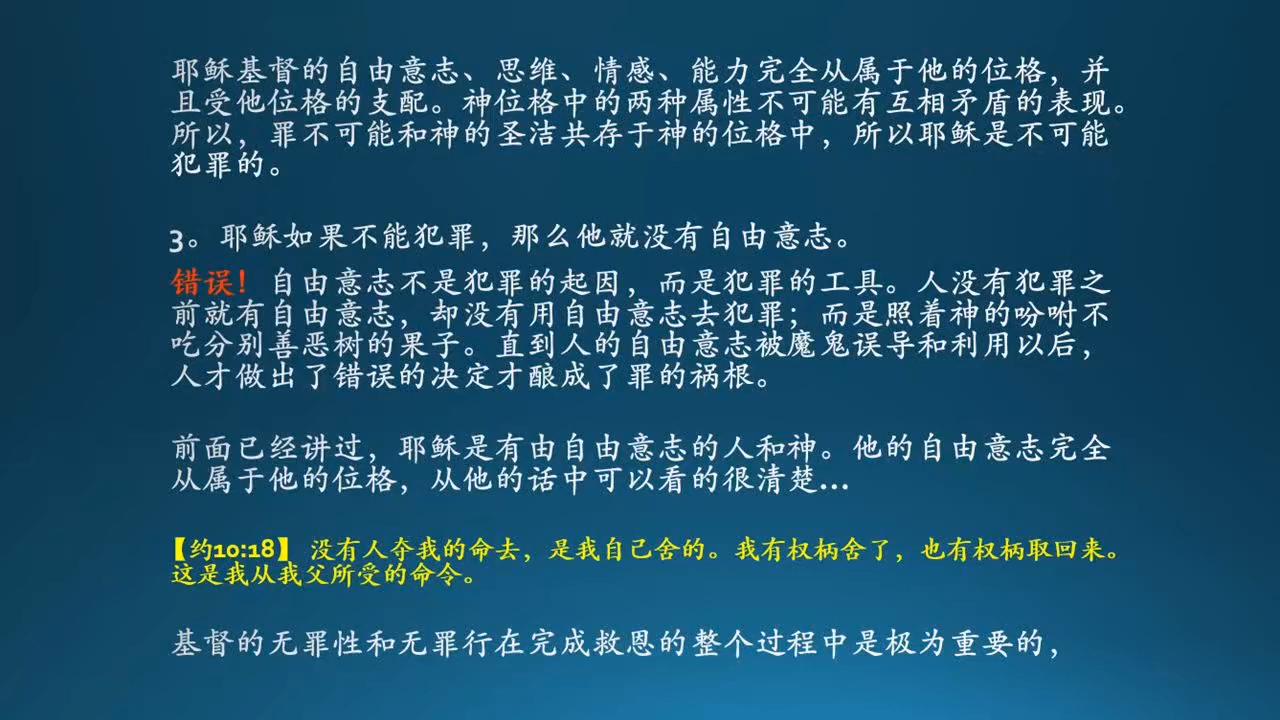 耶稣基督的自由意志、思维、情感、能力完全从属于他的位格，并
且受他位格的支配。神位格中的两种属性不可能有互相矛盾的表现。
所以，罪不可能和神的圣洁共存于神的位格中，所以耶稣是不可能
犯罪的。
3。耶稣如果不能犯罪，那么他就没有自由意志。
错误！自由意志不是犯罪的起因，而是犯罪的工具。人没有犯罪之
前就有自由意志，却没有用自由意志去犯罪；而是照着神的吩咐不
吃分别善恶树的果子。直到人的自由意志被魔鬼误导和利用以后，
人才做出了错误的决定才酿成了罪的祸根。
前面已经讲过，耶稣是有由自由意志的人和神。他的自由意志完全
从属于他的位格，从他的话中可以看的很清楚...
【约10:18】 没有人夺我的命去，是我自己舍的。我有权柄舍了，也有权柄取回来。
这是我从我父所受的命令。
基督的无罪性和无罪行在完成救恩的整个过程中是极为重要的，